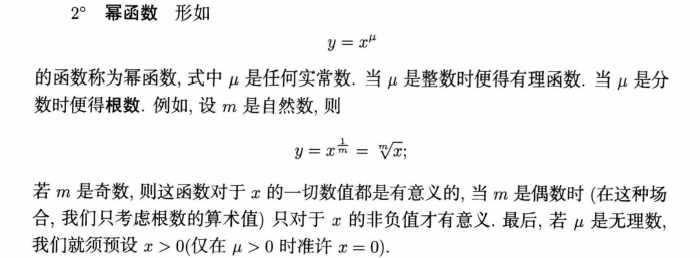 2° 幂函数 形如
y = x^μ
的函数称为幂函数, 式中 μ 是任何实常数. 当 μ 是整数时便得有理函数. 当 μ 是分
数时便得根数. 例如, 设 m 是自然数, 则
y = x^{\frac{1}{m}} = \sqrt[m]{x};
若 m 是奇数, 则这函数对于 x 的一切数值都是有意义的, 当 m 是偶数时 (在这种场
合, 我们只考虑根数的算术值) 只对于 x 的非负值才有意义. 最后, 若 μ 是无理数,
我们就须预设 x > 0(仅在 μ > 0 时准许 x = 0).